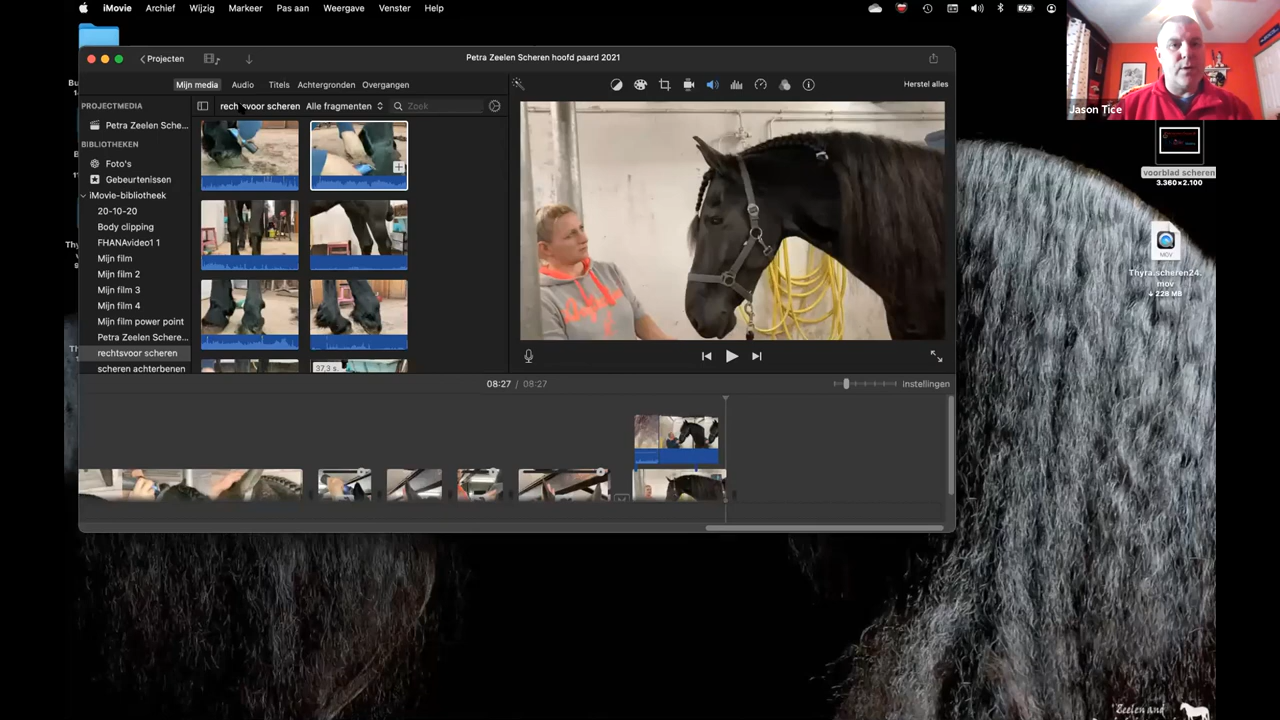 iMovie Archief Wijzig Markeer Pas aan Weergave Venster Help
Projecten
Petra Zeelen Scheren hoofd paard 2021
Mijn media Audio Titels Achtergronden Overgangen
Herstel alles
PROJECTMEDIA
Petra Zeelen Sche...
BIBLIOTHEKEN
Foto's
Gebeurtenissen
iMovie-bibliotheek
20-10-20
Body clipping
FHANAvideo1 1
Mijn film
Mijn film 2
Mijn film 3
Mijn film 4
Mijn film power point
Petra Zeelen Schere...
rechtsvoor scheren
scheren achterbenen
Alle fragmenten
Zoek
37,3 s.
08:27 / 08:27
Instellingen
Jason Tice
voorblad scheren
3.360×2.100
MOV
Thyra.scheren24.
mov
228 MB
Zeelen and